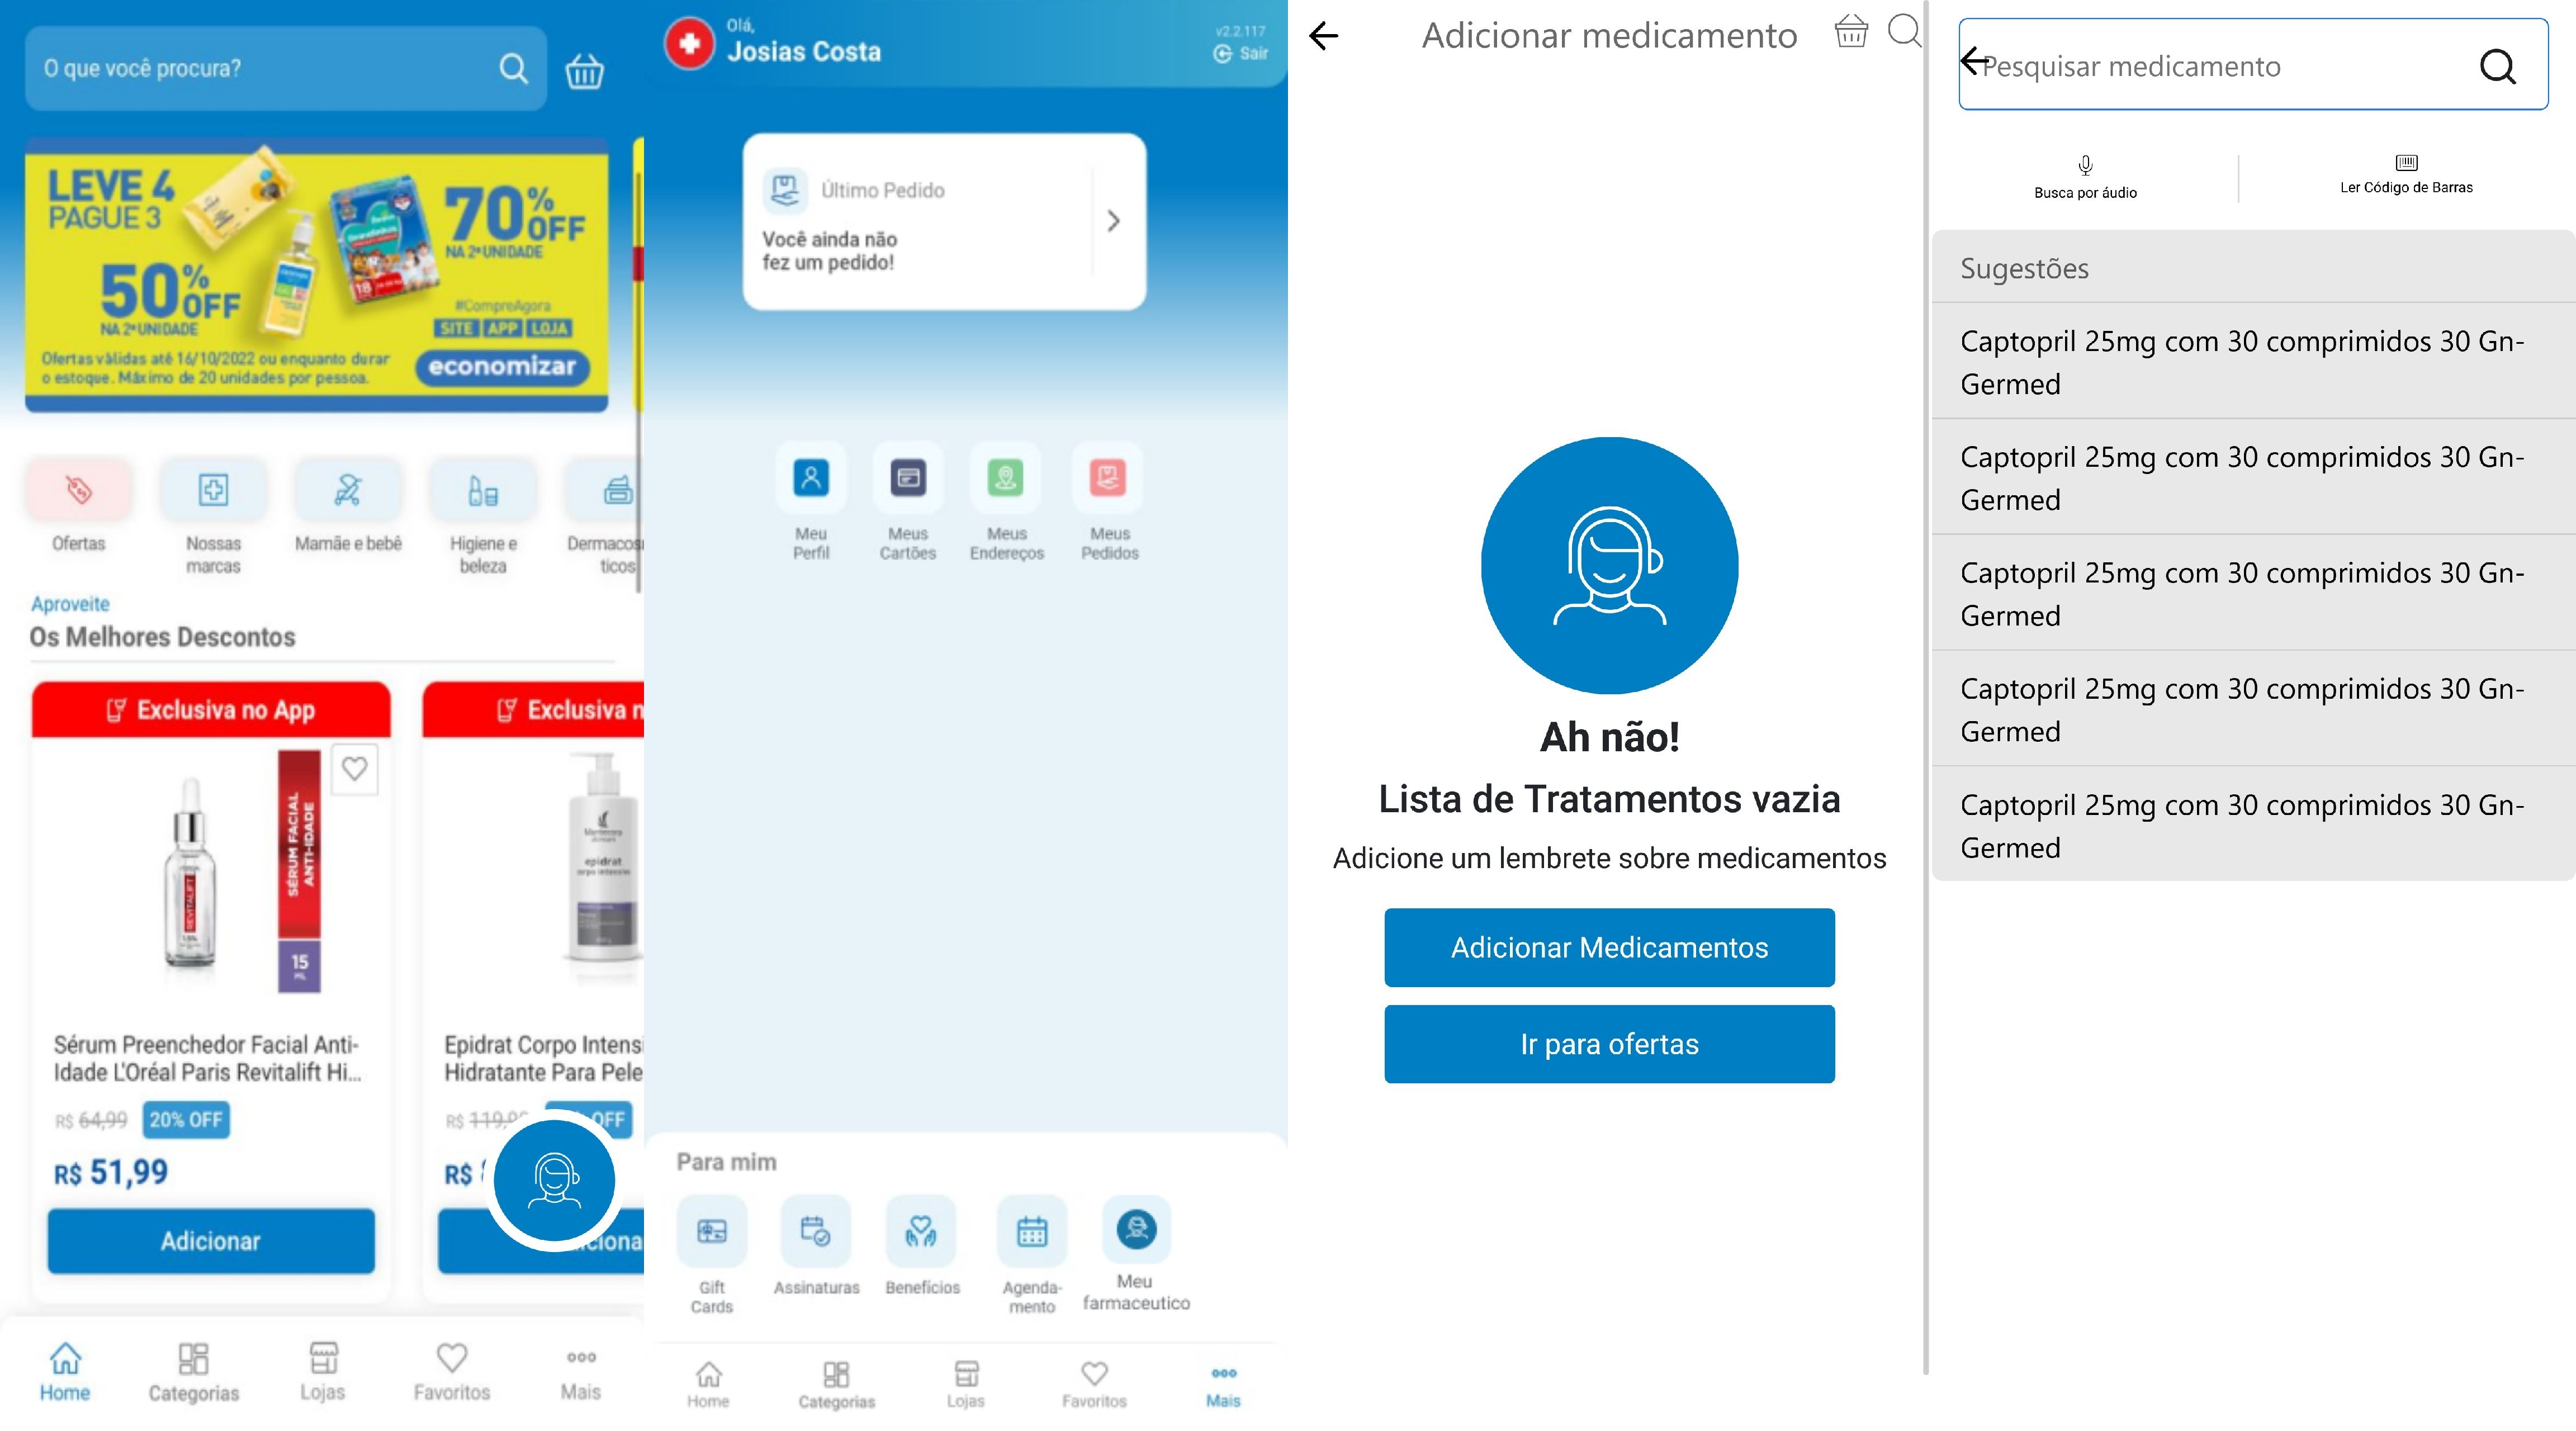 O que você procura?
LEVE 4
PAGUE 3
70%OFF
NA 2ª UNIDADE
50%OFF
NA 2ª UNIDADE
#CompreAgora
SITE APP LOJA
Ofertas válidas até 16/10/2022 ou enquanto durar
o estoque. Máximo de 20 unidades por pessoa.
economizar
Ofertas
Nossas
marcas
Mamãe e bebê
Higiene e
beleza
Dermacos
ticos
Aproveite
Os Melhores Descontos
Exclusiva no App
SÉRUM FACIAL
ANTI-IDADE
REVITALIFT
15
ML
Sérum Preenchedor Facial Anti-
Idade L'Oréal Paris Revitalift Hi...
R$ 64,99 20% OFF
R$ 51,99
Adicionar
Exclusiva n
epidrat
Epidrat Corpo Intensi
Hidratante Para Pele
R$ 119,9 OFF
R$
ciona
Home
Categorias
Lojas
Favoritos
Mais
Olá,
Josias Costa
v2.2.117
Sair
Último Pedido
Você ainda não
fez um pedido!
Meu
Perfil
Meus
Cartões
Meus
Endereços
Meus
Pedidos
Para mim
Gift
Cards
Assinaturas
Benefícios
Agenda-
mento
Meu
farmaceutico
Home
Categorias
Lojas
Favoritos
Mais
Adicionar medicamento
Ah não!
Lista de Tratamentos vazia
Adicione um lembrete sobre medicamentos
Adicionar Medicamentos
Ir para ofertas
Pesquisar medicamento
Busca por áudio
Ler Código de Barras
Sugestões
Captopril 25mg com 30 comprimidos 30 Gn-
Germed
Captopril 25mg com 30 comprimidos 30 Gn-
Germed
Captopril 25mg com 30 comprimidos 30 Gn-
Germed
Captopril 25mg com 30 comprimidos 30 Gn-
Germed
Captopril 25mg com 30 comprimidos 30 Gn-
Germed